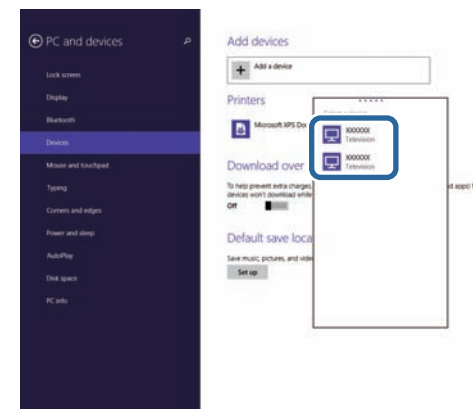 PC and devices
Lock screen
Display
Bluetooth
Devices
Mouse and touchpad
Typing
Corners and edges
Power and sleep
AutoPlay
Disk space
PC info
Add devices
Add a device
Printers
Microsoft XPS Do
XXXXXX
Television
XXXXXX
Television
Download over
To help prevent extra charges,
d apps) f
devices won't download while
Off
Default save loca
Save music, pictures, and vide
Set up